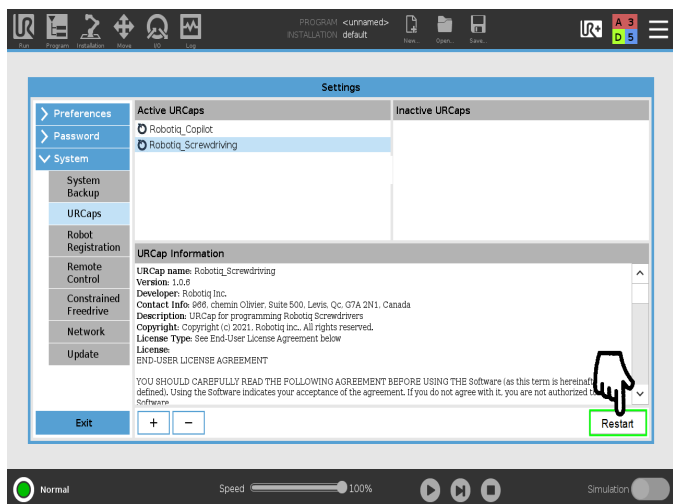 PROGRAM <unnamed>
INSTALLATION default
UR+
A 3
D 5
Run Program Installation Move I/O Log New... Open... Save...
Settings
Preferences
Password
System
System
Backup
URCaps
Robot
Registration
Remote
Control
Constrained
Freedrive
Network
Update
Exit
Active URCaps
Robotiq_Copilot
Robotiq_Screwdriving
Inactive URCaps
URCap Information
URCap name: Robotiq_Screwdriving
Version: 1.0.6
Developer: Robotiq Inc.
Contact Info: 966, chemin Olivier, Suite 500, Levis, Qc, G7A 2N1, Canada
Description: URCap for programming Robotiq Screwdrivers
Copyright: Copyright (c) 2021. Robotiq inc.. All rights reserved.
License Type: See End-User License Agreement below
License:
END-USER LICENSE AGREEMENT
YOU SHOULD CAREFULLY READ THE FOLLOWING AGREEMENT BEFORE USING THE Software (as this term is hereinaft
defined). Using the Software indicates your acceptance of the agreement. If you do not agree with it, you are not authorized to
Software
+
-
Restart
Normal
Speed 100%
Simulation